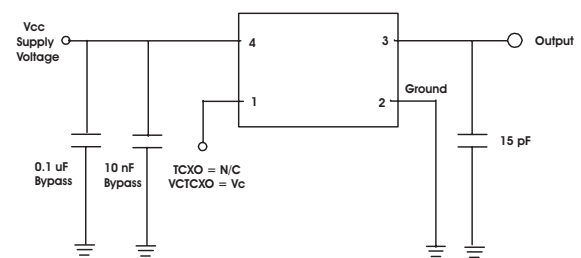 Vcc
Supply
Voltage
4
3
Output
1
2
Ground
0.1 uF
Bypass
10 nF
Bypass
TCXO = N/C
VCTCXO = Vc
15 pF